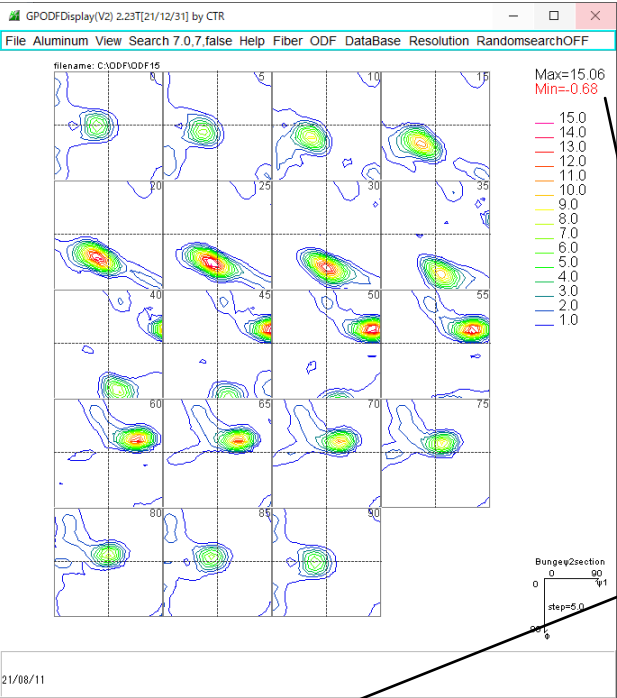 GPODFDisplay(V2) 2.23T[21/12/31] by CTR
File Aluminum View Search 7.0,7,false Help Fiber ODF DataBase Resolution RandomsearchOFF
filename: C:\ODF\ODF15
Max=15.06
Min=-0.68
0 5 10 15
15.0
14.0
13.0
12.0
11.0
10.0
9.0
8.0
7.0
6.0
5.0
4.0
3.0
2.0
1.0
20 25 30 35
40 45 50 55
60 65 70 75
80 85 90
Bungeψ2section
0 90
0 ψ1
step=5.0
90 Φ
21/08/11